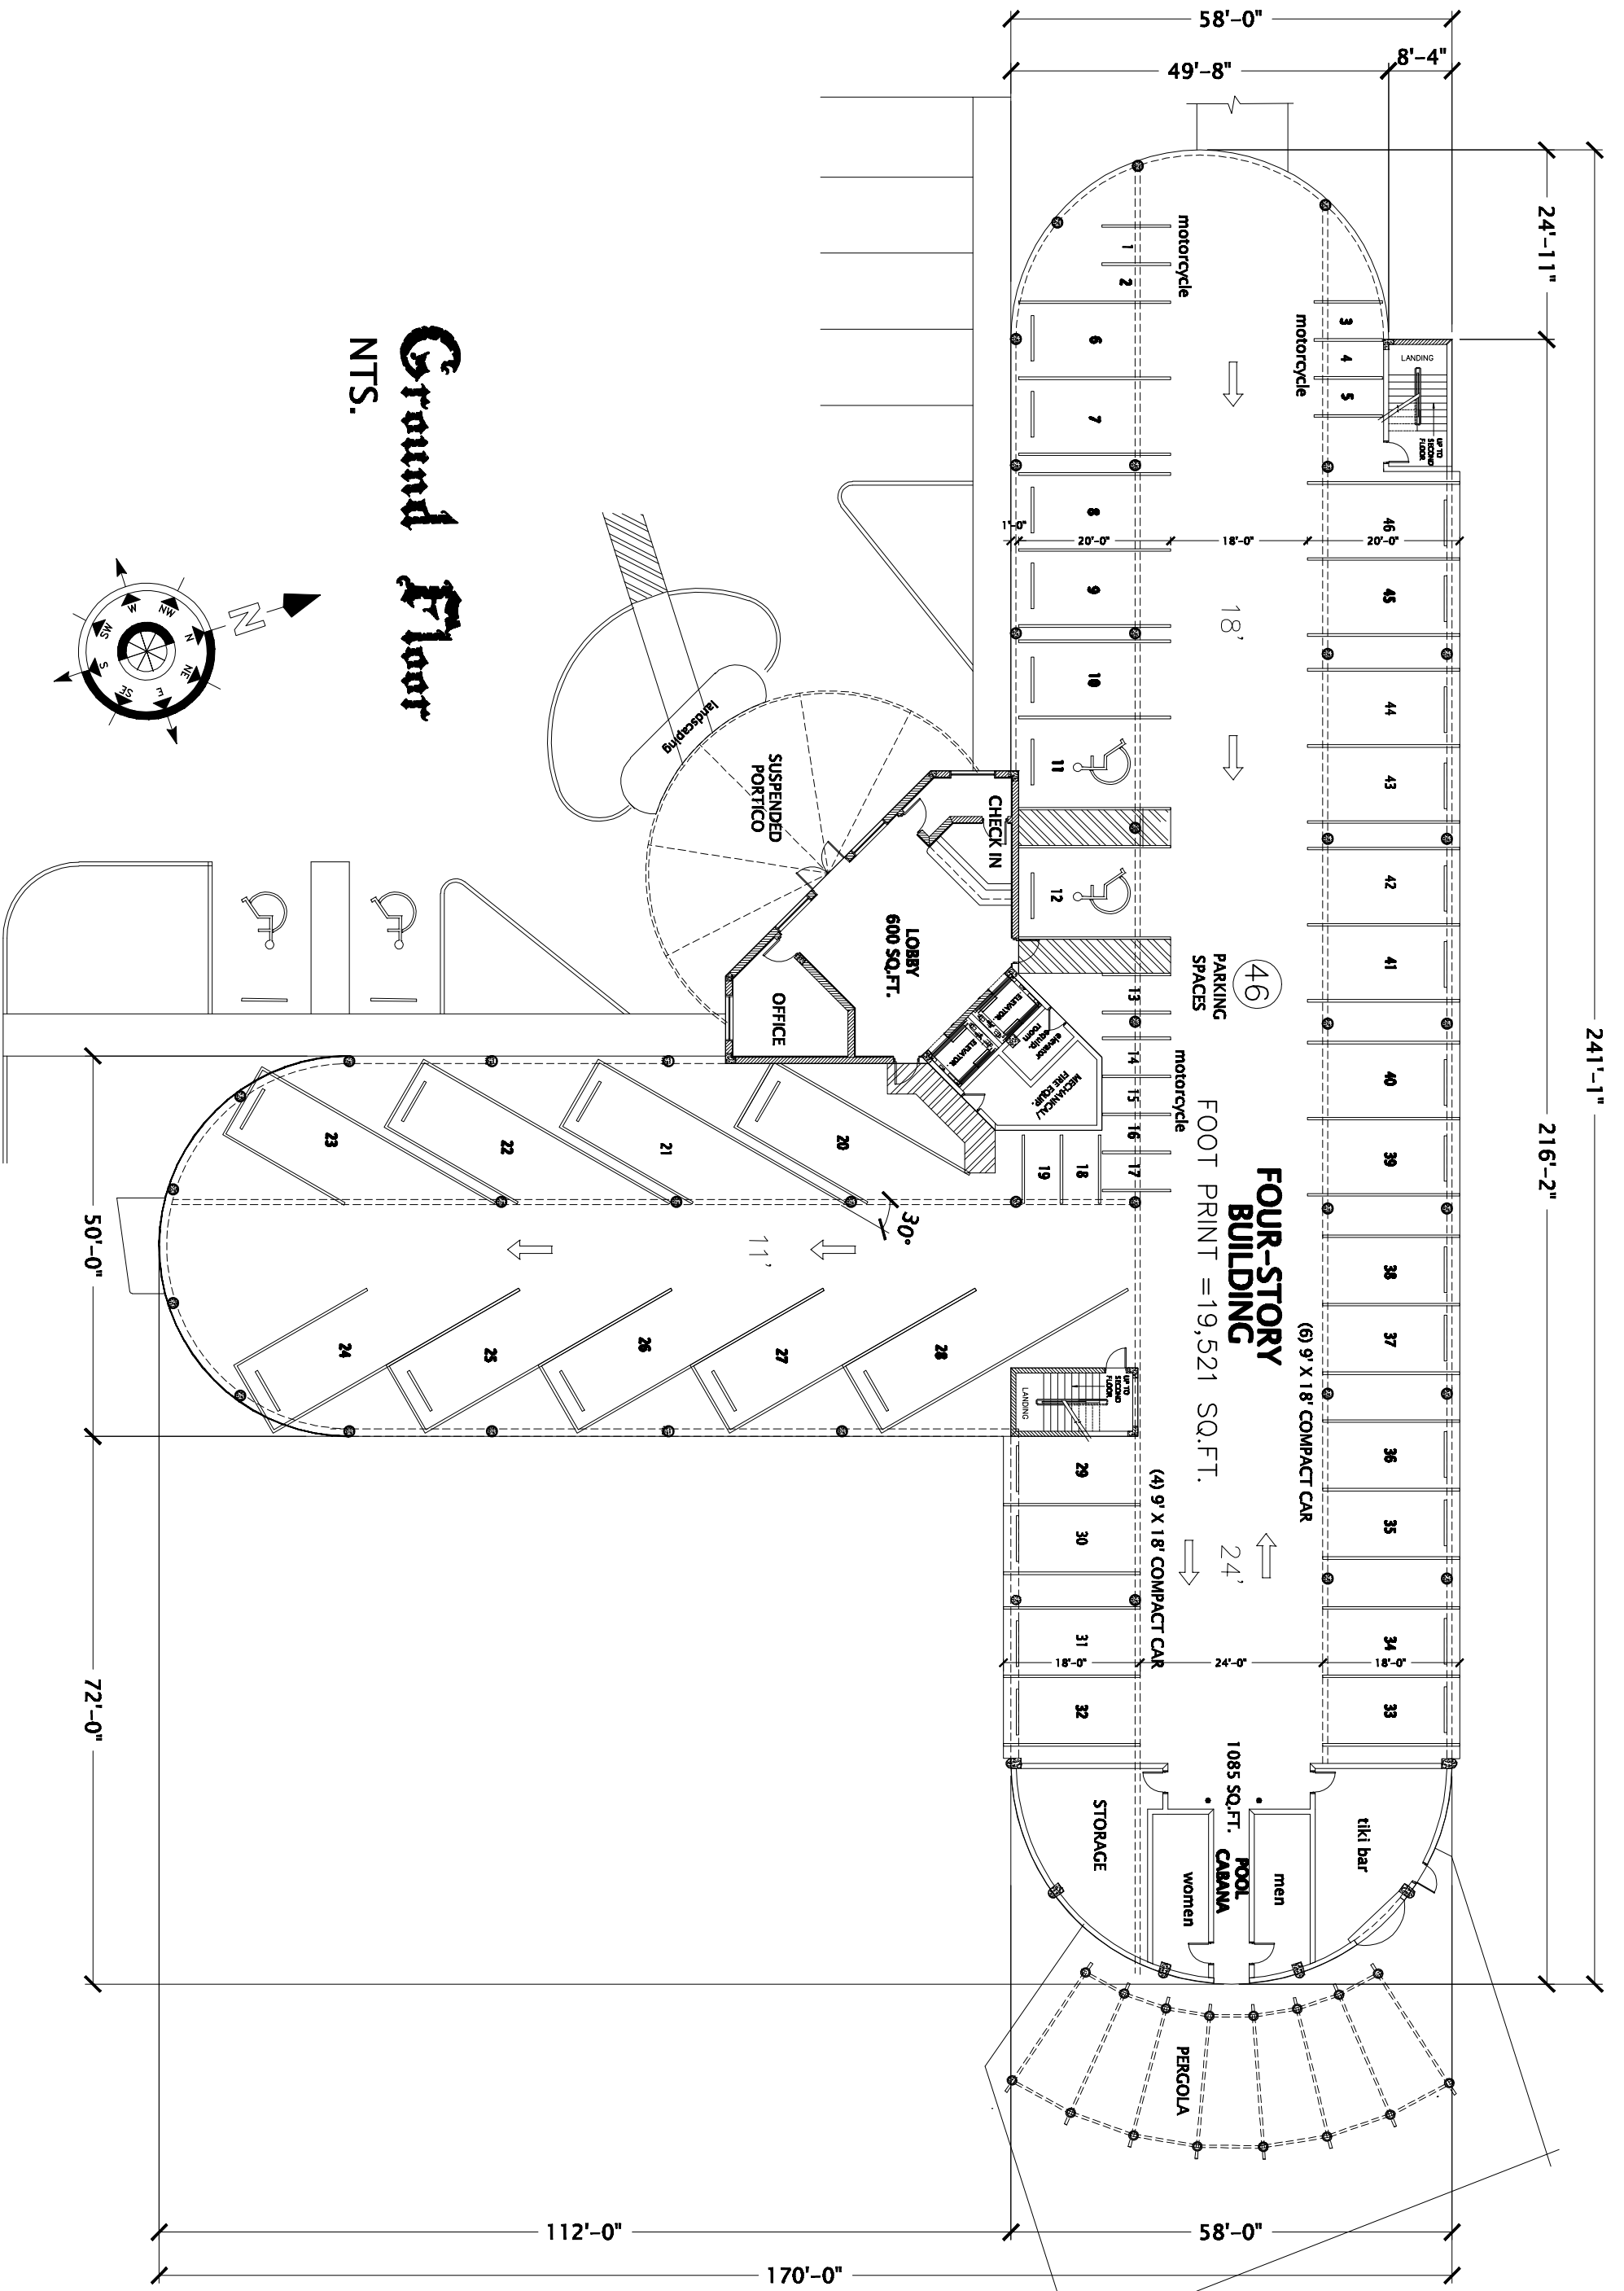 58'-0"
49'-8"
8'-4"
24'-11"
241'-1"
216'-2"
motorcycle
1
2
3
4
5
motorcycle
LANDING
UP TO
SECOND
FLOOR
6
7
8
9
10
11
12
1'-0"
20'-0"
18'-0"
20'-0"
18'
46
45
44
43
42
41
40
39
38
37
36
35
34
33
46
PARKING
SPACES
FOUR-STORY
BUILDING
FOOT PRINT =19,521 SQ.FT.
(6) 9' X 18' COMPACT CAR
(4) 9' X 18' COMPACT CAR
24'
18'-0"
24'-0"
18'-0"
13
14
15
16
17
18
19
motorcycle
CHECK IN
LOBBY
600 SQ.FT.
OFFICE
ELEVATOR
ELEVATOR
elevator
equip.
room
MECHANICAL/
FIRE EQUIP.
SUSPENDED
PORTICO
landscaping
20
21
22
23
30°
11'
24
25
26
27
28
UP TO
SECOND
FLOOR
LANDING
29
30
31
32
STORAGE
women
men
tiki bar
1085 SQ.FT.
POOL
CABANA
PERGOLA
Ground Floor
NTS.
N
N
NE
E
SE
S
SW
W
NW
50'-0"
72'-0"
112'-0"
58'-0"
170'-0"